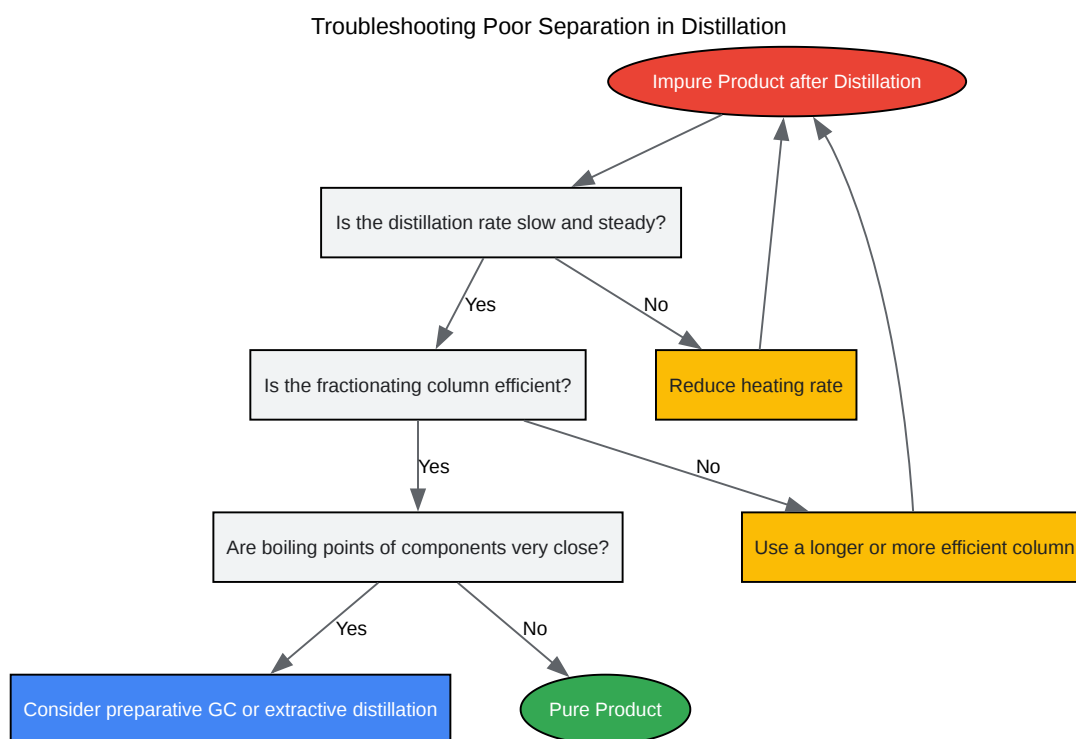 Troubleshooting Poor Separation in Distillation
Impure Product after Distillation
Is the distillation rate slow and steady?
Yes
No
Is the fractionating column efficient?
Reduce heating rate
Yes
No
Are boiling points of components very close?
Use a longer or more efficient column
Yes
No
Consider preparative GC or extractive distillation
Pure Product